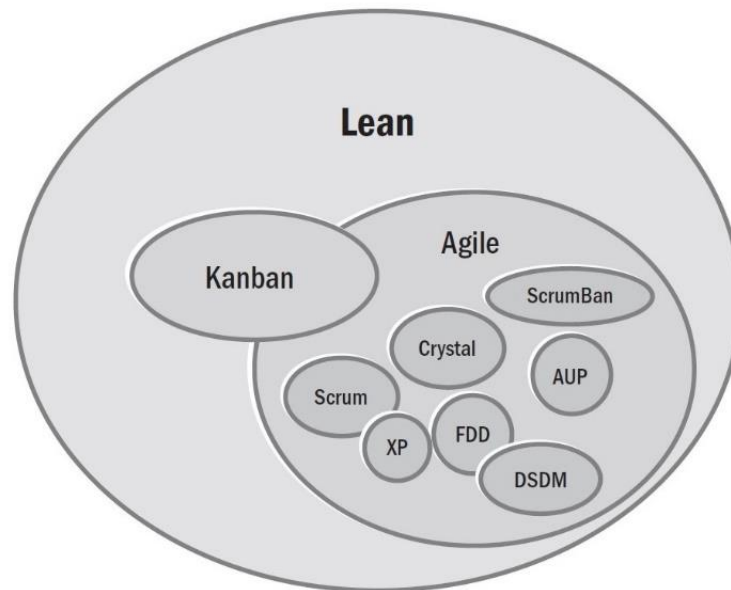 Lean
Agile
Kanban
ScrumBan
Crystal
AUP
Scrum
FDD
XP
DSDM